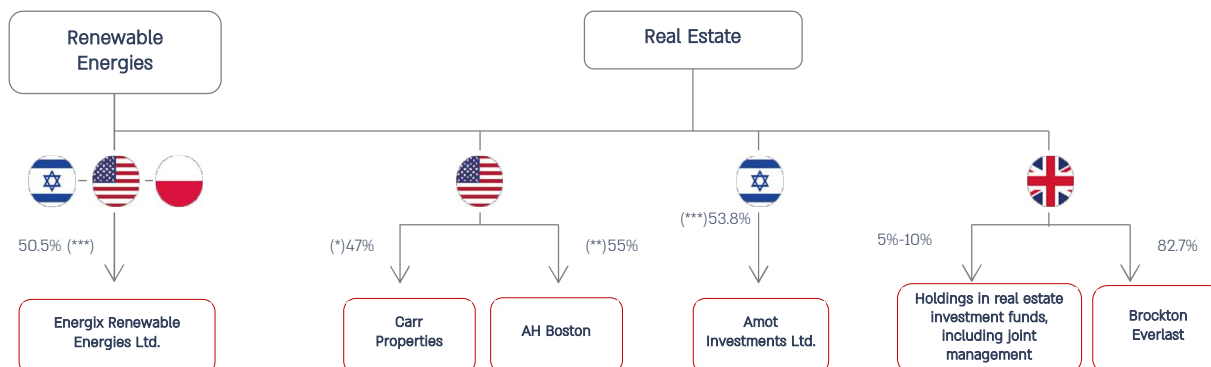 Renewable
Energies
Real Estate
50.5% (***)
(*)47%
(**)55%
(***)53.8%
5%-10%
82.7%
Energix Renewable
Energies Ltd.
Carr
Properties
AH Boston
Amot
Investments Ltd.
Holdings in real estate
investment funds,
including joint
management
Brockton
Everlast